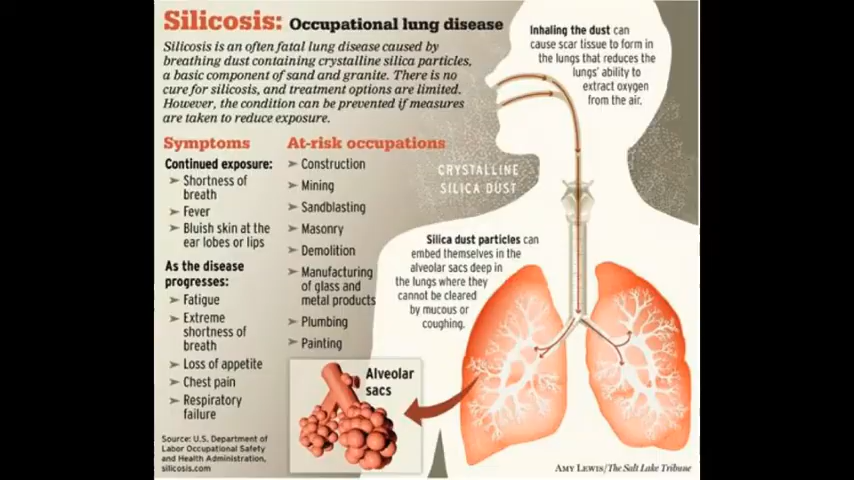 Silicosis: Occupational lung disease
Silicosis is an often fatal lung disease caused by
breathing dust containing crystalline silica particles,
a basic component of sand and granite. There is no
cure for silicosis, and treatment options are limited.
However, the condition can be prevented if measures
are taken to reduce exposure.
Symptoms
Continued exposure:
➤ Shortness of
breath
➤ Fever
➤ Bluish skin at the
ear lobes or lips
As the disease
progresses:
➤ Fatigue
➤ Extreme
shortness of
breath
➤ Loss of appetite
➤ Chest pain
➤ Respiratory
failure
Source: U.S. Department of
Labor Occupational Safety
and Health Administration,
silicosis.com
At-risk occupations
➤ Construction
➤ Mining
➤ Sandblasting
➤ Masonry
➤ Demolition
➤ Manufacturing
of glass and
metal products
➤ Plumbing
➤ Painting
Alveolar
sacs
Inhaling the dust can
cause scar tissue to form in
the lungs that reduces the
lungs' ability to
extract oxygen
from the air.
CRYSTALLINE
SILICA DUST
Silica dust particles can
embed themselves in the
alveolar sacs deep in
the lungs where they
cannot be cleared
by mucous or
coughing.
AMY LEWIS/The Salt Lake Tribune